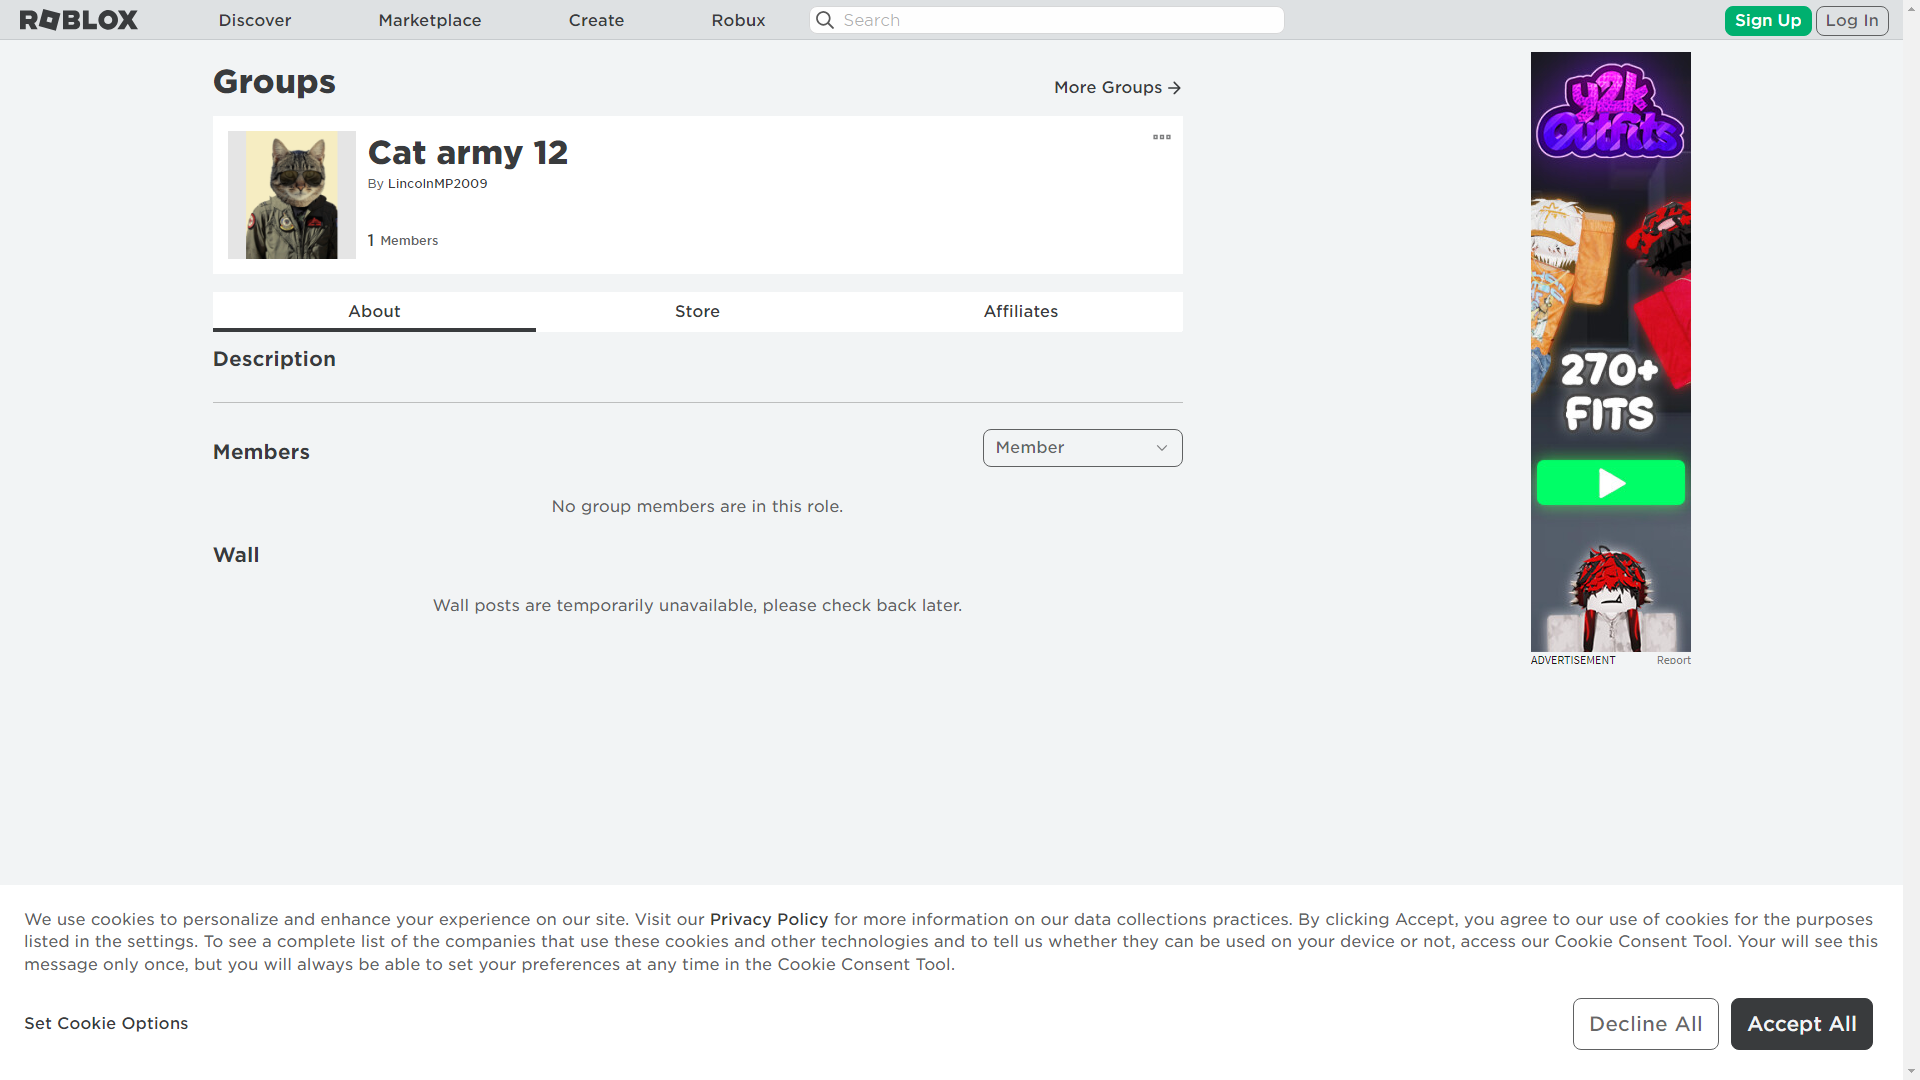 ROBLOX
Discover
Marketplace
Create
Robux
Search
Sign Up
Log In
Groups
More Groups
Cat army 12
By LincolnMP2009
1 Members
About
Store
Affiliates
Description
Members
Member
No group members are in this role.
Wall
Wall posts are temporarily unavailable, please check back later.
y2k
Outfits
270+
FITS
ADVERTISEMENT
Report
We use cookies to personalize and enhance your experience on our site. Visit our Privacy Policy for more information on our data collections practices. By clicking Accept, you agree to our use of cookies for the purposes
listed in the settings. To see a complete list of the companies that use these cookies and other technologies and to tell us whether they can be used on your device or not, access our Cookie Consent Tool. Your will see this
message only once, but you will always be able to set your preferences at any time in the Cookie Consent Tool.
Set Cookie Options
Decline All
Accept All